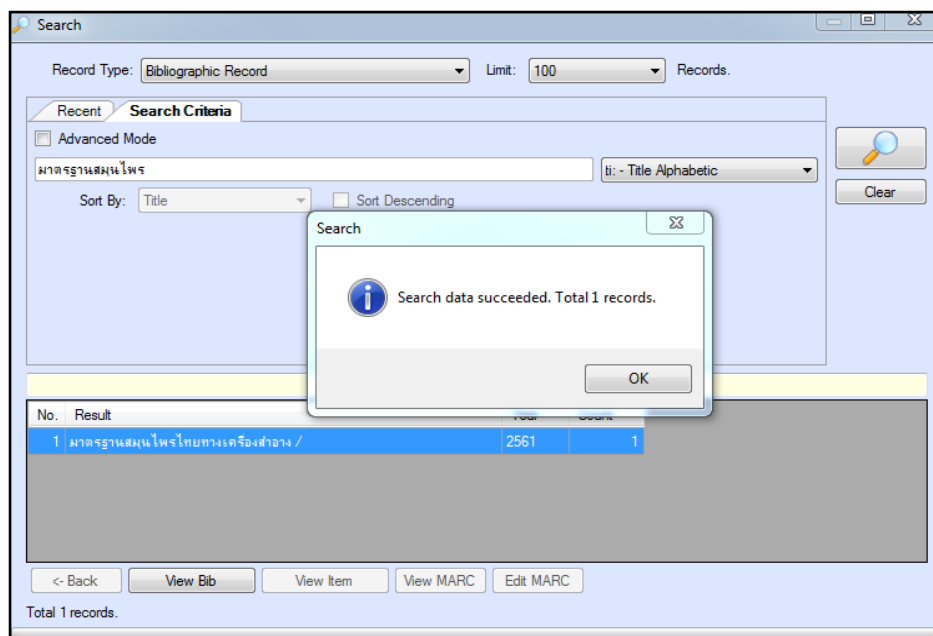 Search
Record Type: Bibliographic Record Limit: 100 Records.
Recent Search Criteria
Advanced Mode
มาตรฐานสมุนไพร ti: - Title Alphabetic
Clear
Sort By: Title Sort Descending
Search
Search data succeeded. Total 1 records.
OK
No. Result Year Count
1 มาตรฐานสมุนไพรไทยทางเครื่องสำอาง / 2561 1
<- Back View Bib View Item View MARC Edit MARC
Total 1 records.